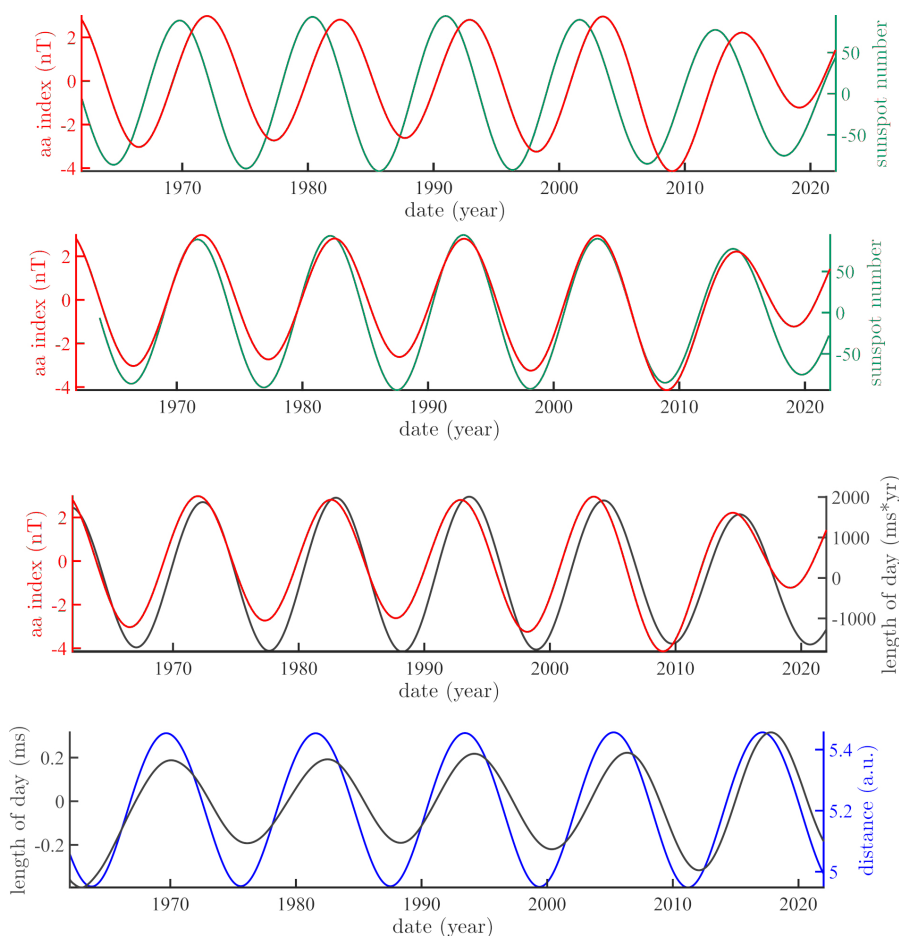 aa index (nT)
2
0
-2
-4
50
0
-50
sunspot number
1970 1980 1990 2000 2010 2020
date (year)
aa index (nT)
2
0
-2
-4
50
0
-50
sunspot number
1970 1980 1990 2000 2010 2020
date (year)
aa index (nT)
2
0
-2
-4
2000
1000
0
-1000
length of day (ms*yr)
1970 1980 1990 2000 2010 2020
date (year)
length of day (ms)
0.2
0
-0.2
5.4
5.2
5
distance (a.u.)
1970 1980 1990 2000 2010 2020
date (year)